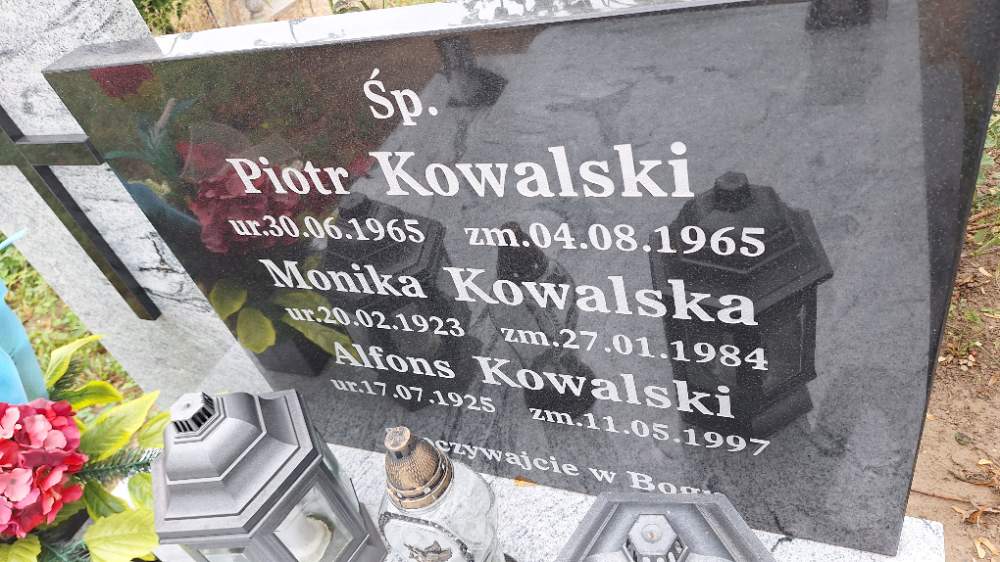 Śp.
Piotr Kowalski
ur.30.06.1965 zm.04.08.1965
Monika Kowalska
ur.20.02.1923 zm.27.01.1984
Alfons Kowalski
ur.17.07.1925 zm.11.05.1997
w